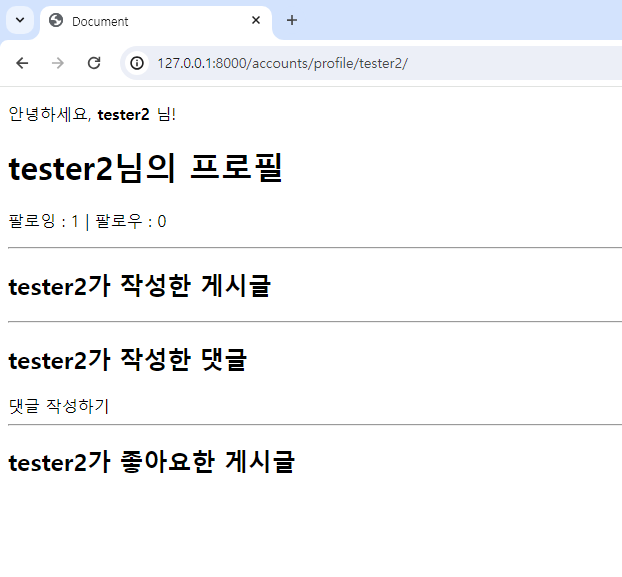 Document
127.0.0.1:8000/accounts/profile/tester2/
안녕하세요, tester2 님!
tester2님의 프로필
팔로잉 : 1 | 팔로우 : 0
tester2가 작성한 게시글
tester2가 작성한 댓글
댓글 작성하기
tester2가 좋아요한 게시글